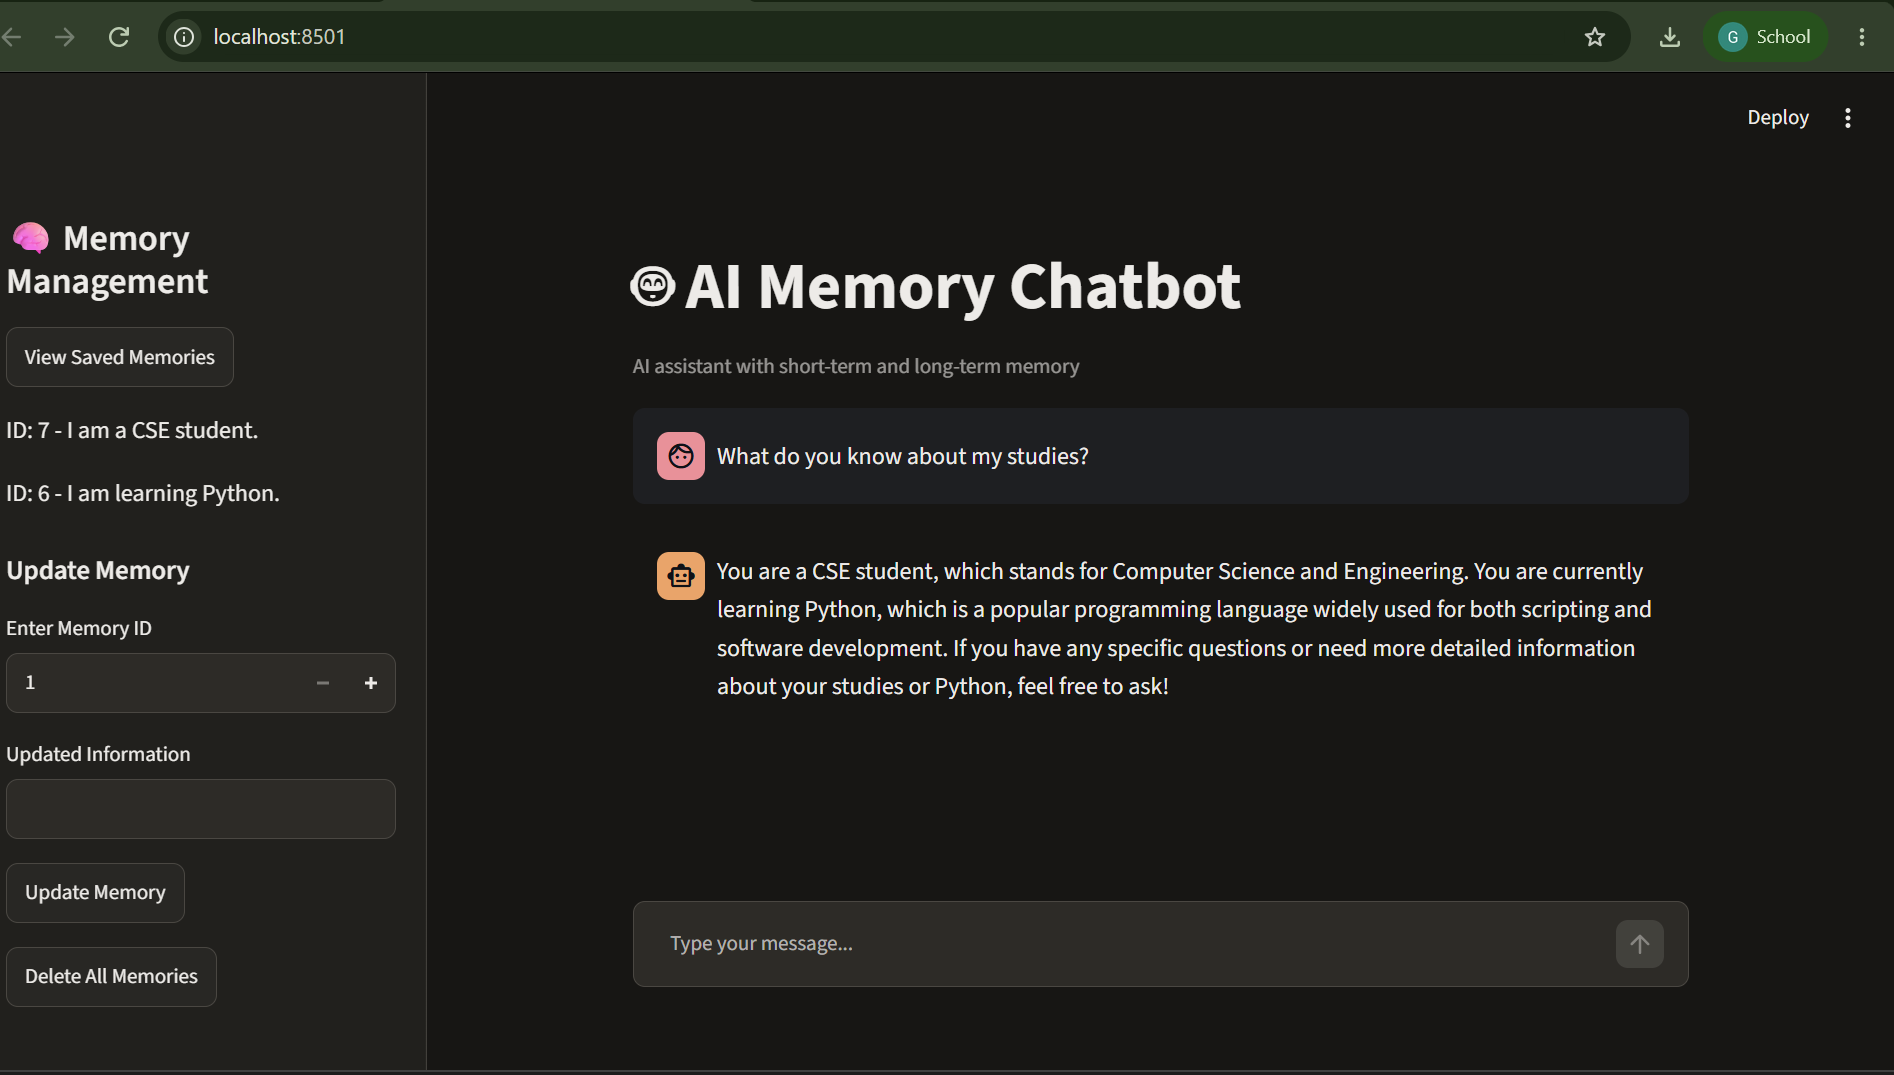 localhost:8501
G School
Deploy
🧠 Memory
Management
View Saved Memories
ID: 7 - I am a CSE student.
ID: 6 - I am learning Python.
Update Memory
Enter Memory ID
1
Updated Information
Update Memory
Delete All Memories
AI Memory Chatbot
AI assistant with short-term and long-term memory
What do you know about my studies?
You are a CSE student, which stands for Computer Science and Engineering. You are currently
learning Python, which is a popular programming language widely used for both scripting and
software development. If you have any specific questions or need more detailed information
about your studies or Python, feel free to ask!
Type your message...